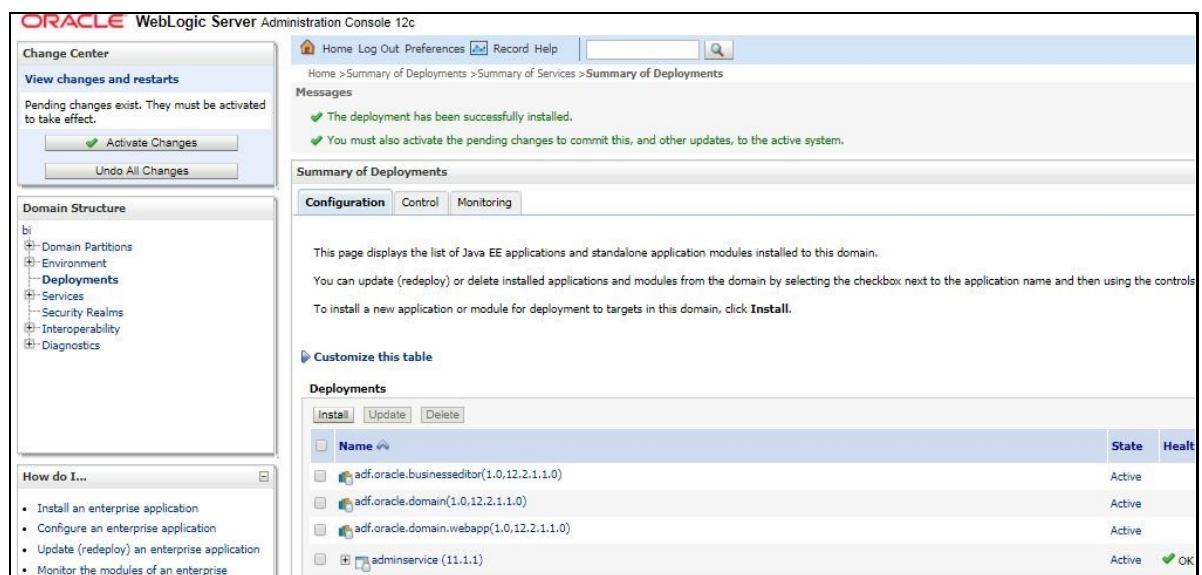 ORACLE WebLogic Server Administration Console 12c
Change Center
View changes and restarts
Pending changes exist. They must be activated
to take effect.
Activate Changes
Undo All Changes
Domain Structure
bi
Domain Partitions
Environment
Deployments
Services
Security Realms
Interoperability
Diagnostics
How do I...
• Install an enterprise application
• Configure an enterprise application
• Update (redeploy) an enterprise application
• Monitor the modules of an enterprise
Home Log Out Preferences Record Help
Home >Summary of Deployments >Summary of Services >Summary of Deployments
Messages
The deployment has been successfully installed.
You must also activate the pending changes to commit this, and other updates, to the active system.
Summary of Deployments
Configuration Control Monitoring
This page displays the list of Java EE applications and standalone application modules installed to this domain.
You can update (redeploy) or delete installed applications and modules from the domain by selecting the checkbox next to the application name and then using the controls
To install a new application or module for deployment to targets in this domain, click Install.
Customize this table
Deployments
Install Update Delete
Name State Healt
adf.oracle.businesseditor(1.0,12.2.1.1.0) Active
adf.oracle.domain(1.0,12.2.1.1.0) Active
adf.oracle.domain.webapp(1.0,12.2.1.1.0) Active
adminservice (11.1.1) Active OK